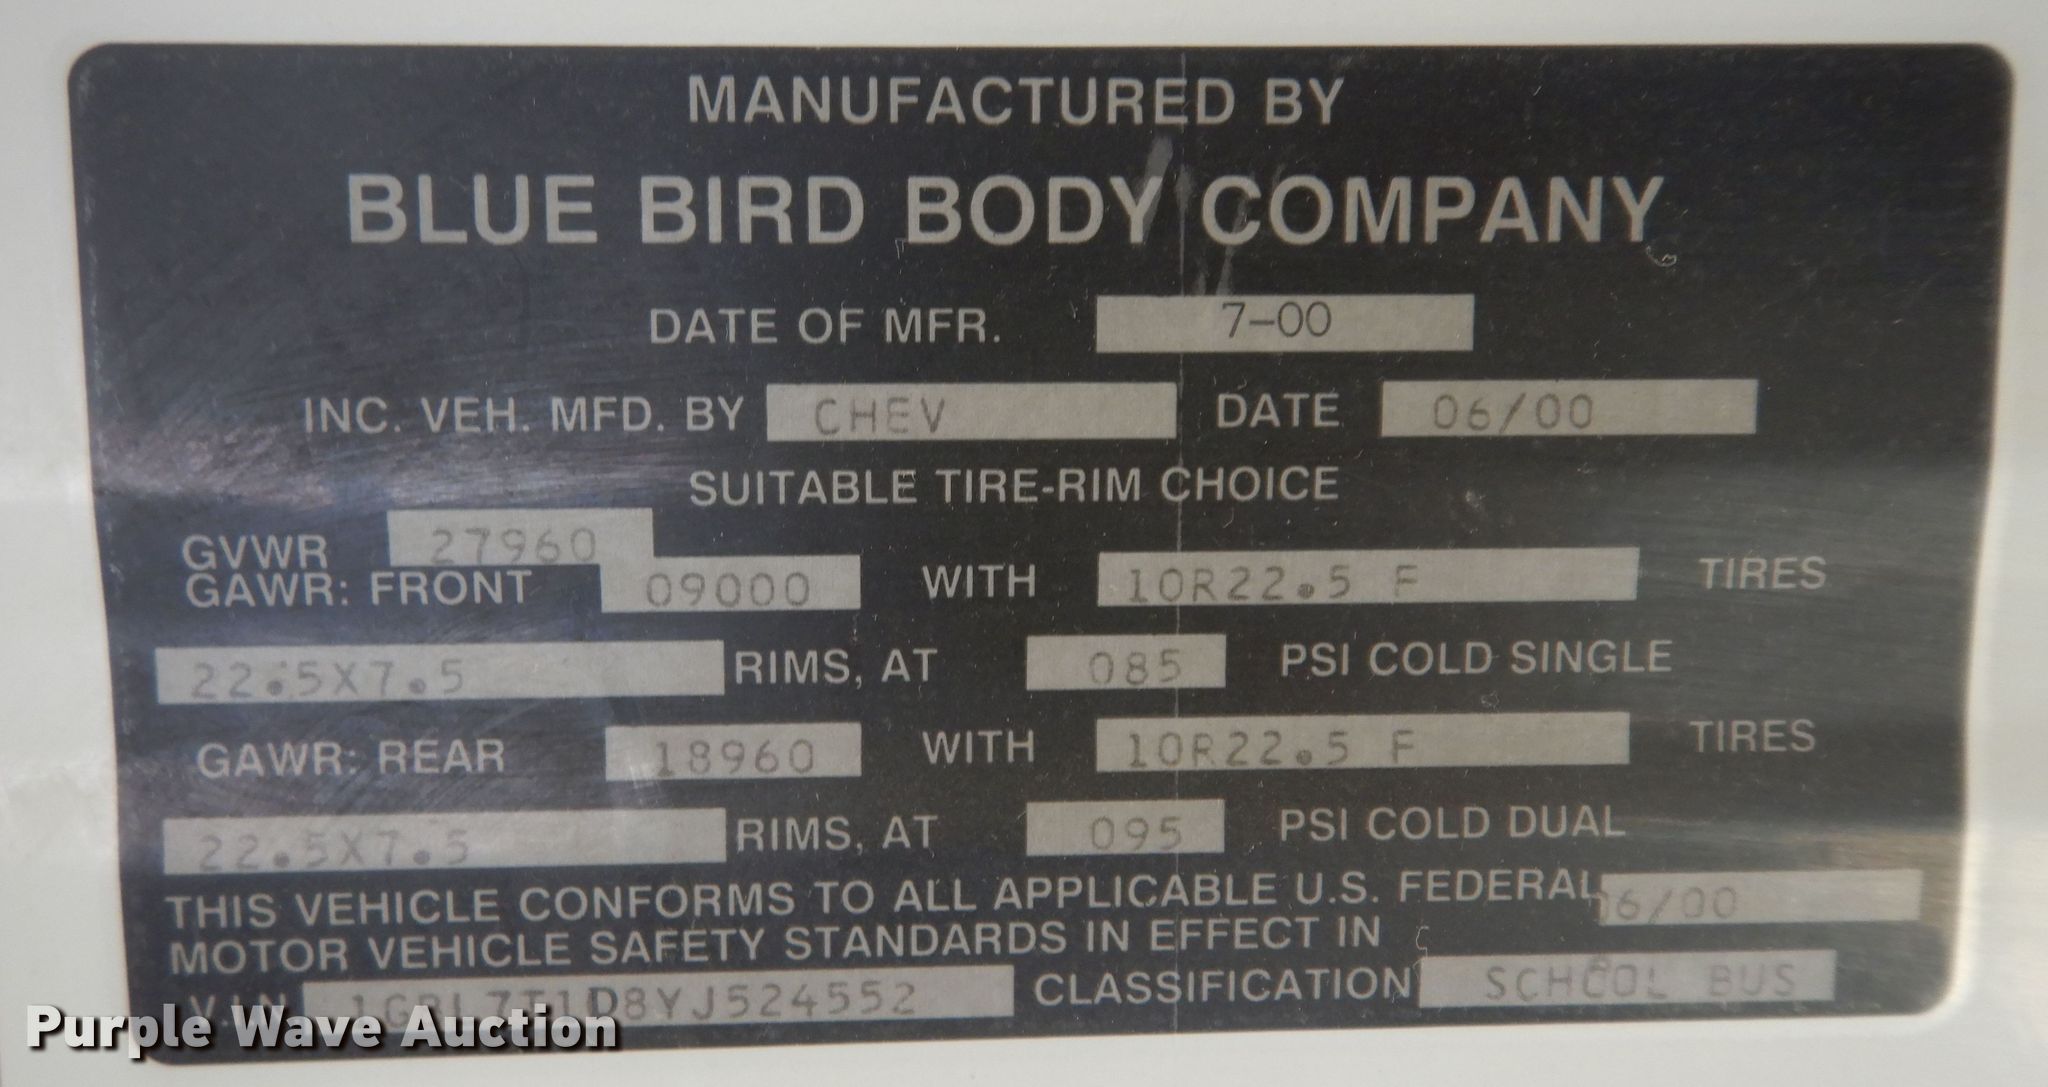 MANUFACTURED BY
BLUE BIRD BODY COMPANY
DATE OF MFR. 7-00
INC. VEH. MFD. BY CHEV DATE 06/00
SUITABLE TIRE-RIM CHOICE
GVWR 27960
GAWR: FRONT 09000 WITH 10R22.5 F TIRES
22.5X7.5 RIMS, AT 085 PSI COLD SINGLE
GAWR: REAR 18960 WITH 10R22.5 F TIRES
22.5X7.5 RIMS, AT 095 PSI COLD DUAL
THIS VEHICLE CONFORMS TO ALL APPLICABLE U.S. FEDERAL 06/00
MOTOR VEHICLE SAFETY STANDARDS IN EFFECT IN
V.I.N. CLASSIFICATION SCHOOL BUS
Purple Wave Auction